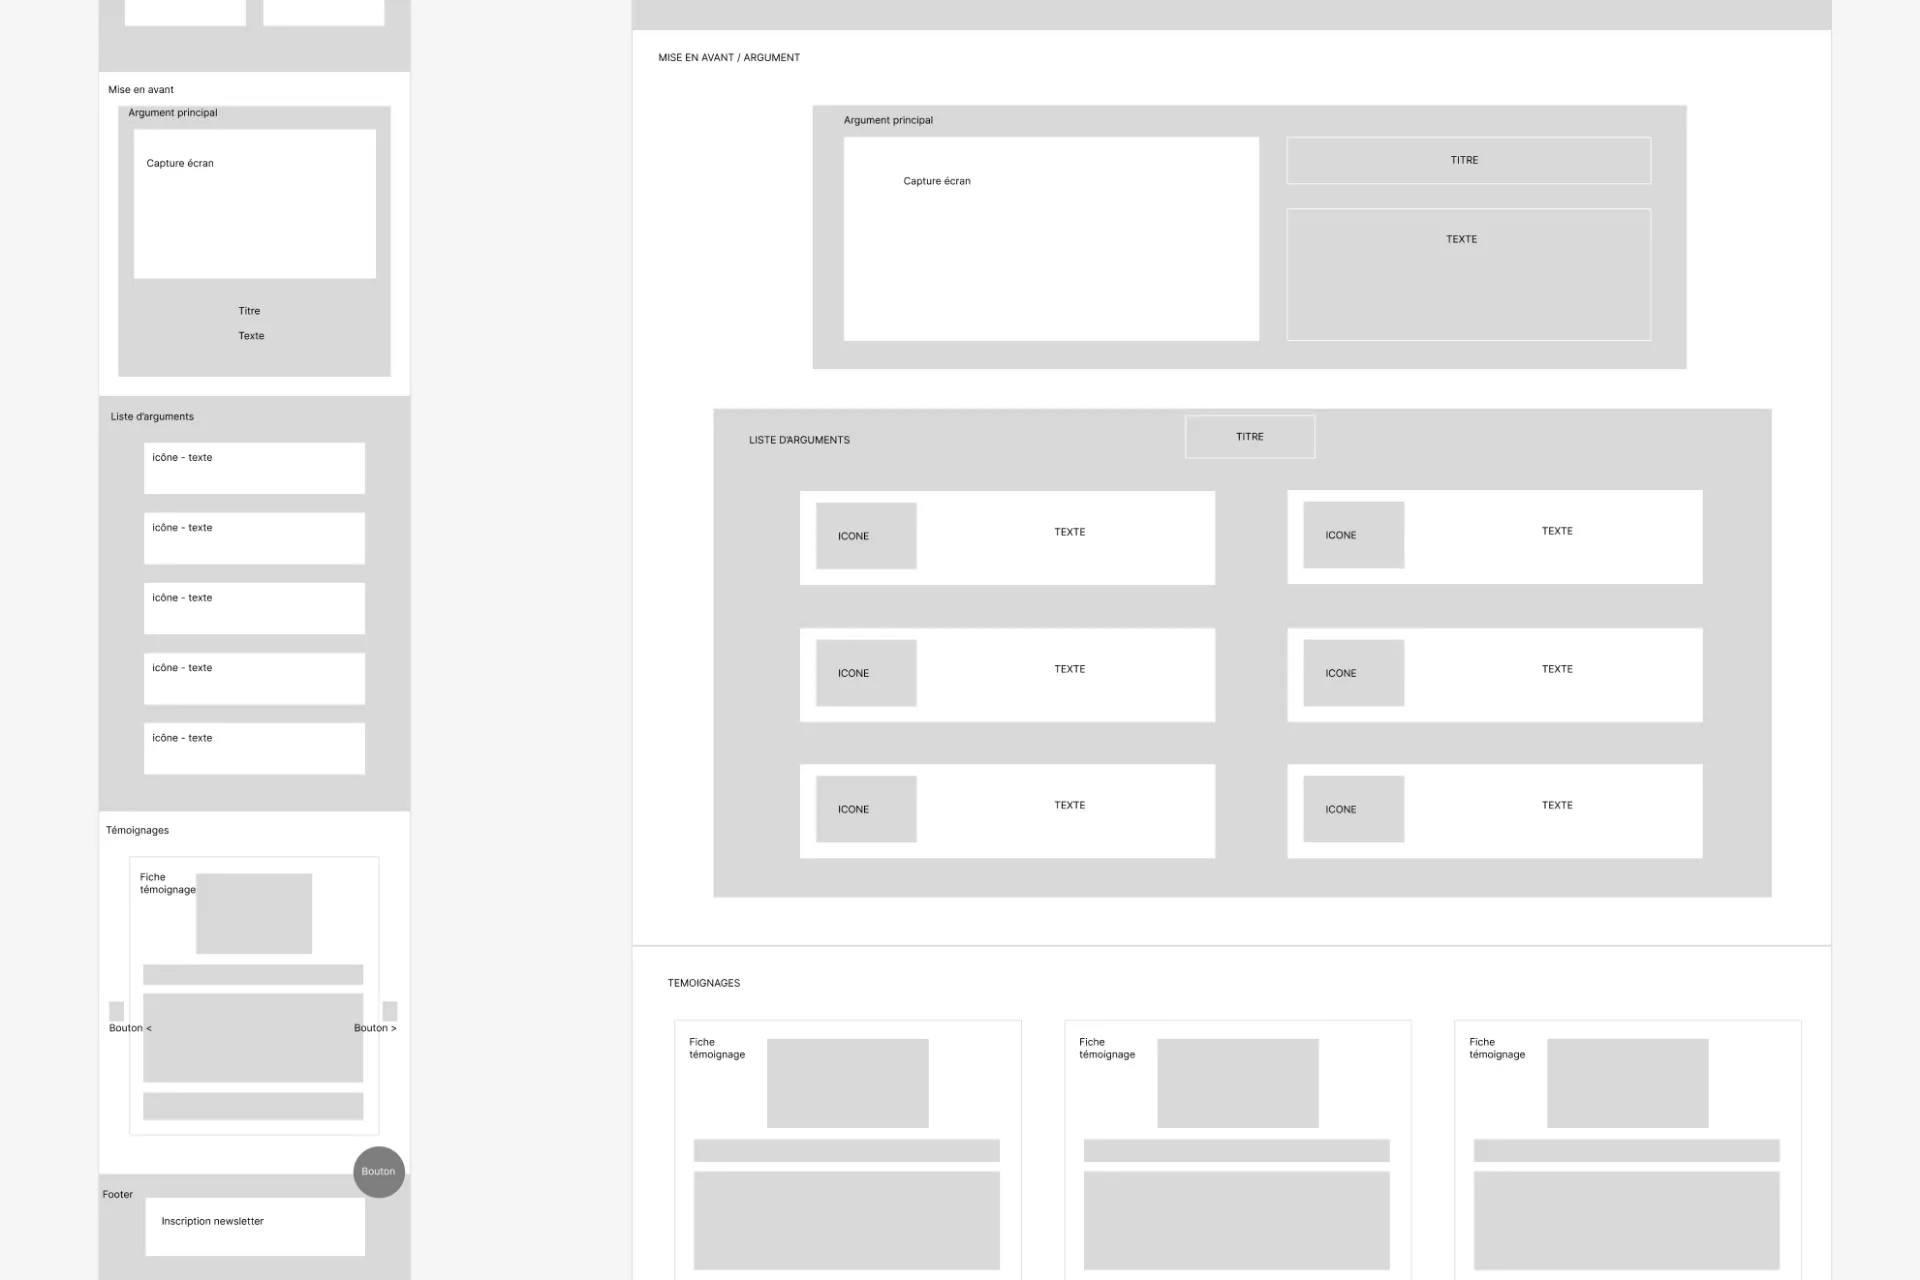 Mise en avant
Argument principal
Capture écran
Titre
Texte
Liste d'arguments
icône - texte
icône - texte
icône - texte
icône - texte
icône - texte
Témoignages
Fiche
témoignage
Bouton <
Bouton >
Bouton
Footer
Inscription newsletter
MISE EN AVANT / ARGUMENT
Argument principal
Capture écran
TITRE
TEXTE
LISTE D'ARGUMENTS
TITRE
ICONE
TEXTE
ICONE
TEXTE
ICONE
TEXTE
ICONE
TEXTE
ICONE
TEXTE
ICONE
TEXTE
TEMOIGNAGES
Fiche
témoignage
Fiche
témoignage
Fiche
témoignage